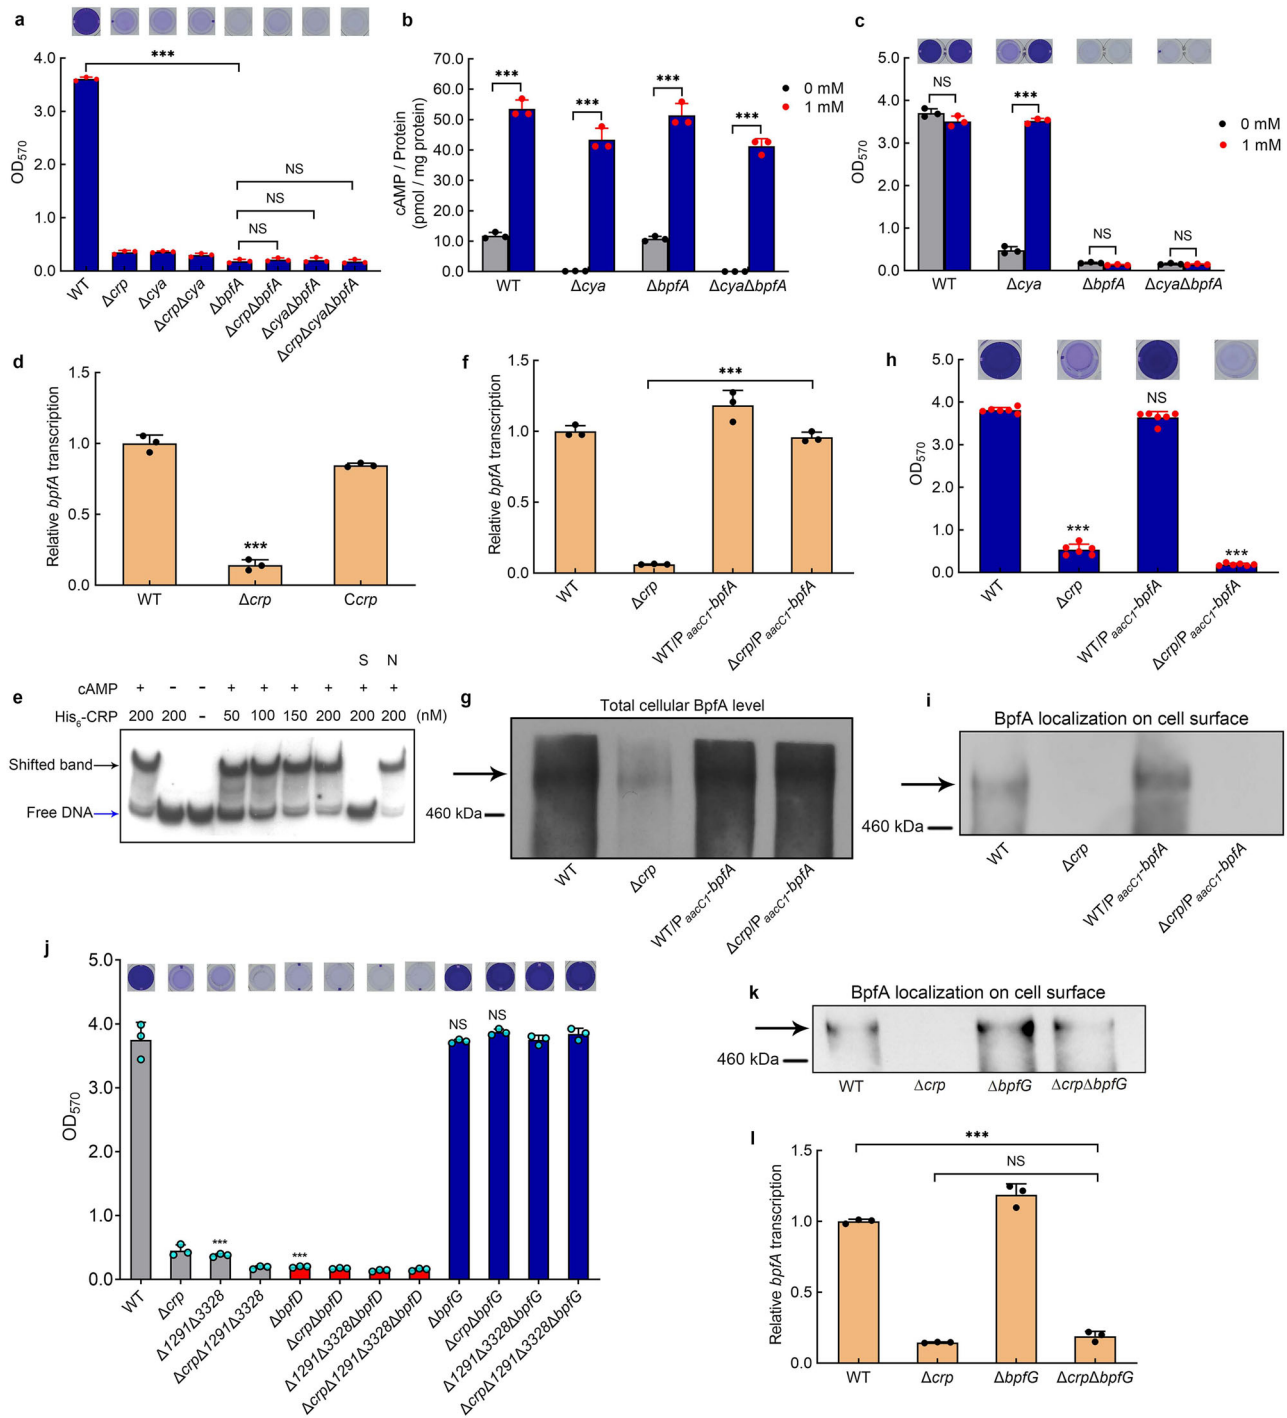 a
OD570
4.0
3.0
2.0
1.0
0.0
***
NS
NS
NS
WT
Δcrp
Δcya
ΔcrpΔcya
ΔbpfA
ΔcrpΔbpfA
ΔcyaΔbpfA
ΔcrpΔcyaΔbpfA
b
cAMP / Protein
(pmol / mg protein)
70.0
60.0
50.0
40.0
30.0
20.0
10.0
0.0
***
***
***
***
0 mM
1 mM
WT
Δcya
ΔbpfA
ΔcyaΔbpfA
c
OD570
5.0
4.0
3.0
2.0
1.0
0.0
NS
***
NS
NS
0 mM
1 mM
WT
Δcya
ΔbpfA
ΔcyaΔbpfA
d
Relative bpfA transcription
1.5
1.0
0.5
0.0
***
WT
Δcrp
Ccrp
f
Relative bpfA transcription
1.5
1.0
0.5
0.0
***
WT
Δcrp
WT/PaacC1-bpfA
Δcrp/PaacC1-bpfA
h
OD570
5.0
4.0
3.0
2.0
1.0
0.0
***
NS
***
WT
Δcrp
WT/PaacC1-bpfA
Δcrp/PaacC1-bpfA
e
S N
cAMP + – – + + + + + +
His6-CRP 200 200 – 50 100 150 200 200 200 (nM)
Shifted band
Free DNA
g
Total cellular BpfA level
460 kDa
WT
Δcrp
WT/PaacC1-bpfA
Δcrp/PaacC1-bpfA
i
BpfA localization on cell surface
460 kDa
WT
Δcrp
WT/PaacC1-bpfA
Δcrp/PaacC1-bpfA
j
OD570
5.0
4.0
3.0
2.0
1.0
0.0
***
***
NS
NS
WT
Δcrp
Δ1291Δ3328
ΔcrpΔ1291Δ3328
ΔbpfD
ΔcrpΔbpfD
Δ1291Δ3328ΔbpfD
ΔcrpΔ1291Δ3328ΔbpfD
ΔbpfG
ΔcrpΔbpfG
Δ1291Δ3328ΔbpfG
ΔcrpΔ1291Δ3328ΔbpfG
k
BpfA localization on cell surface
460 kDa
WT
Δcrp
ΔbpfG
ΔcrpΔbpfG
l
Relative bpfA transcription
1.5
1.0
0.5
0.0
***
NS
WT
Δcrp
ΔbpfG
ΔcrpΔbpfG